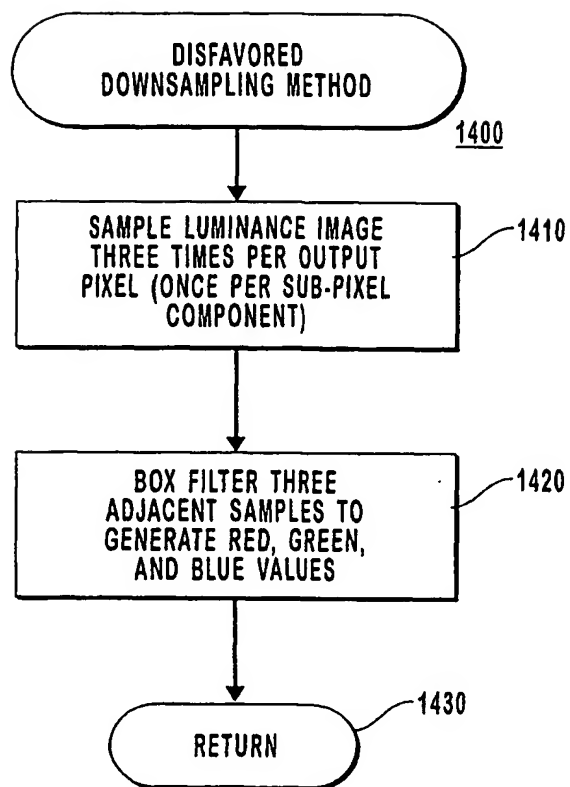 DISFAVORED
DOWNSAMPLING METHOD
1400
SAMPLE LUMINANCE IMAGE
THREE TIMES PER OUTPUT
PIXEL (ONCE PER SUB-PIXEL
COMPONENT)
1410
BOX FILTER THREE
ADJACENT SAMPLES TO
GENERATE RED, GREEN,
AND BLUE VALUES
1420
RETURN
1430